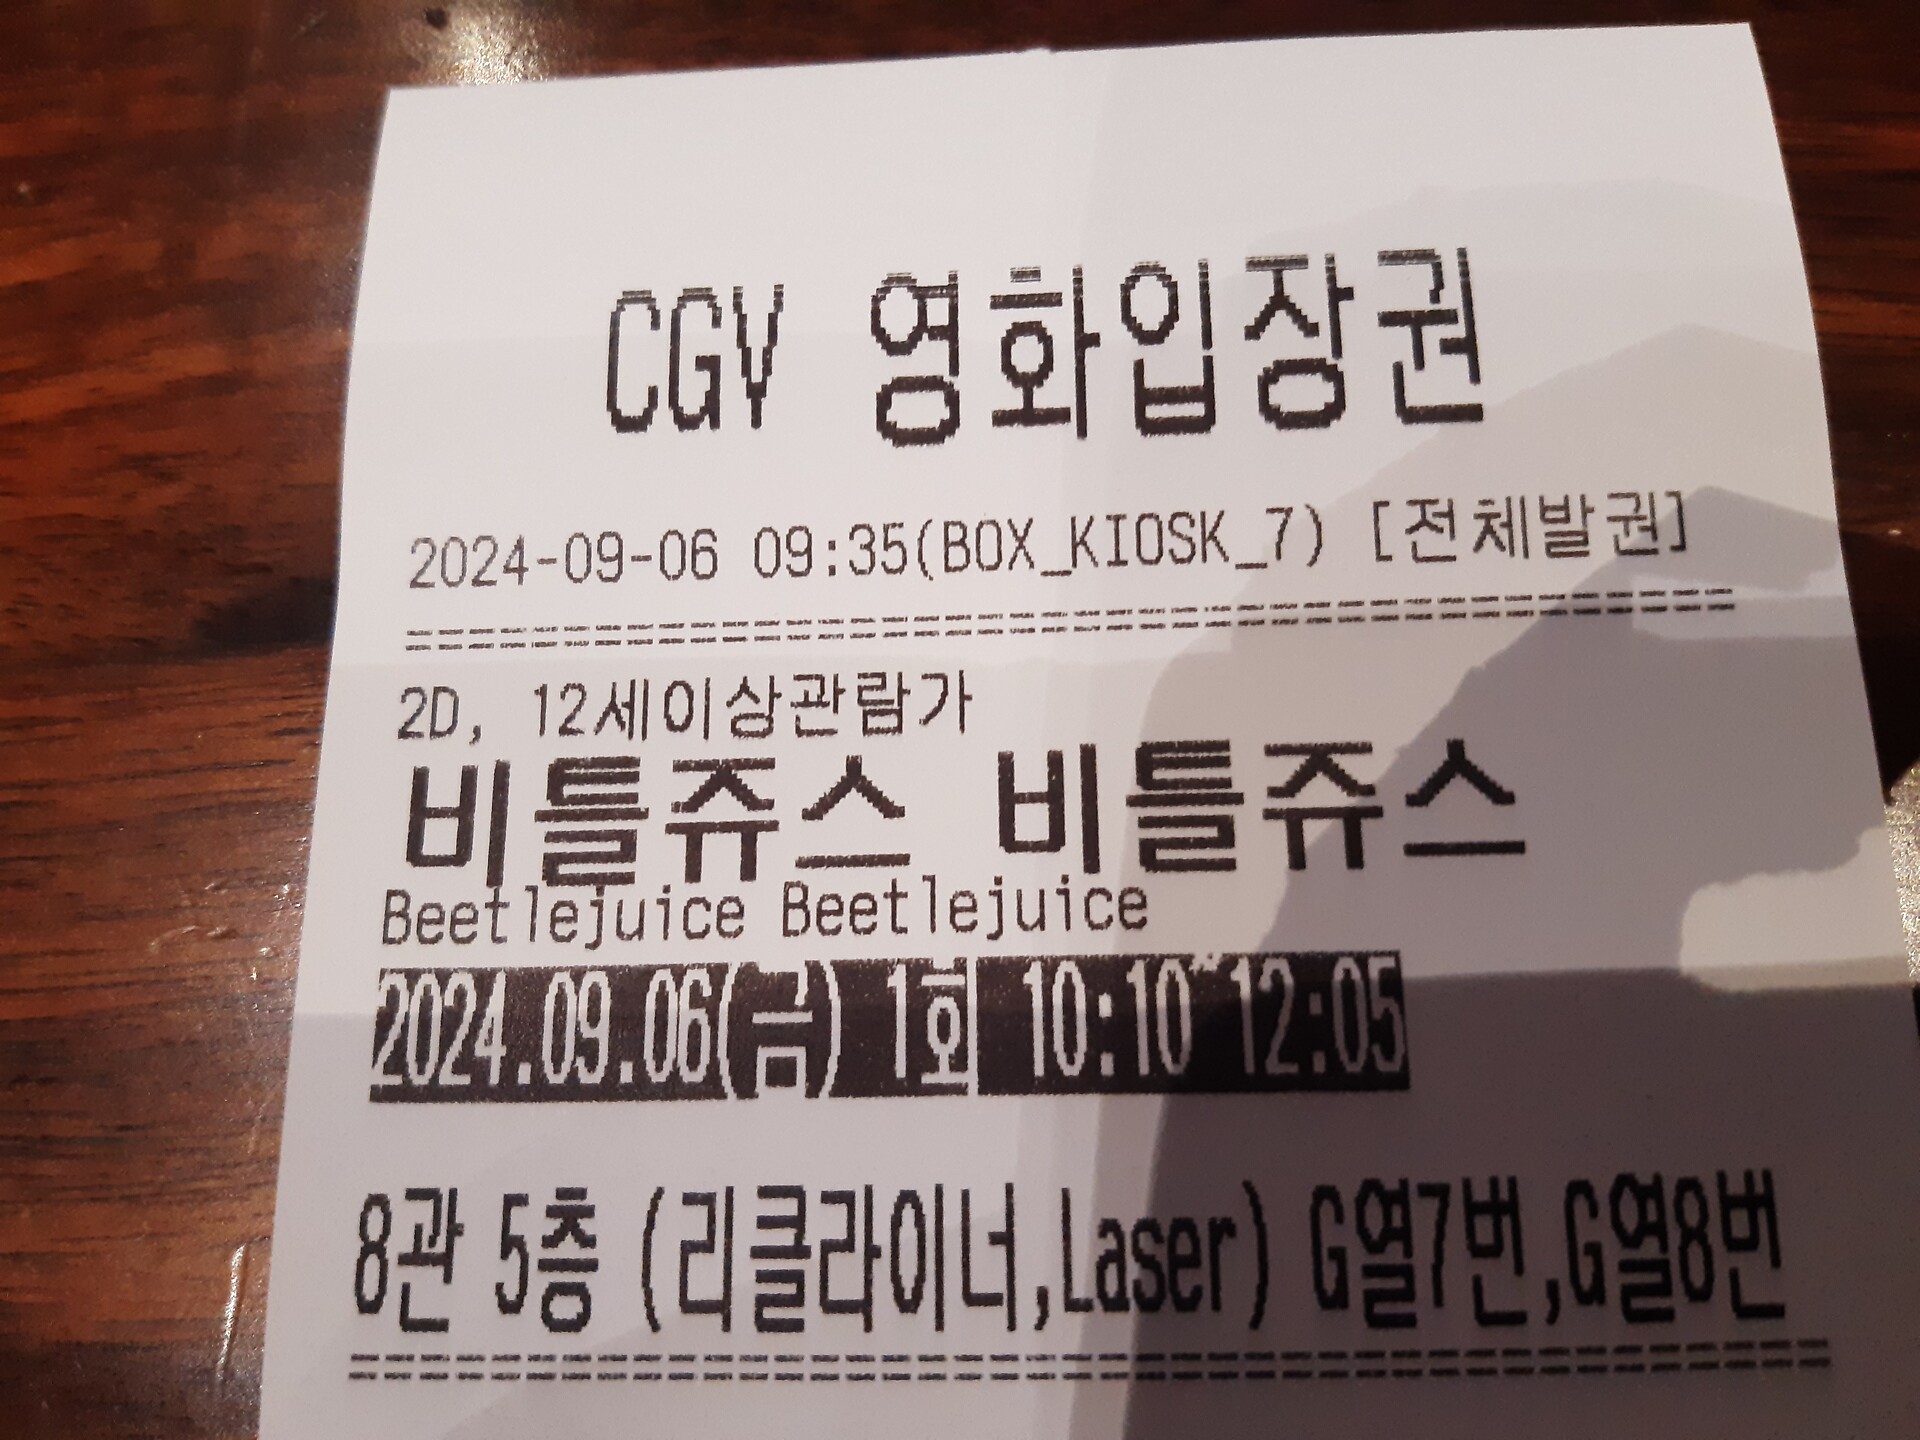 CGV 영화입장권
2024-09-06 09:35(BOX_KIOSK_7) [전체발권]
2D, 12세이상관람가
비틀쥬스 비틀쥬스
Beetlejuice Beetlejuice
2024.09.06(금) 1회 10:10~12:05
8관 5층 (리클라이너,Laser) G열7번,G열8번